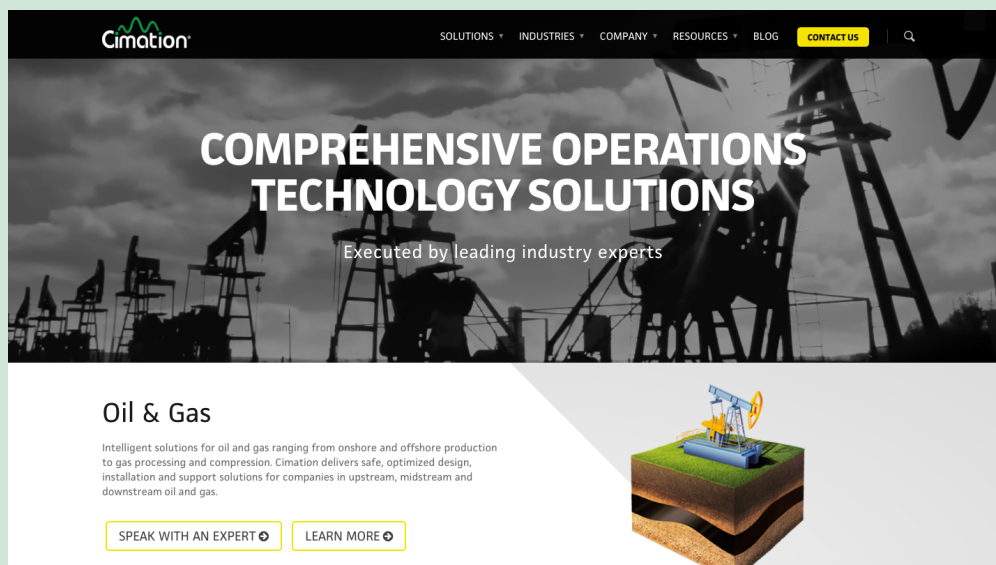 Cimation
SOLUTIONS
INDUSTRIES
COMPANY
RESOURCES
BLOG
CONTACT US
COMPREHENSIVE OPERATIONS
TECHNOLOGY SOLUTIONS
Executed by leading industry experts
Oil & Gas
Intelligent solutions for oil and gas ranging from onshore and offshore production
to gas processing and compression. Cimation delivers safe, optimized design,
installation and support solutions for companies in upstream, midstream and
downstream oil and gas.
SPEAK WITH AN EXPERT
LEARN MORE